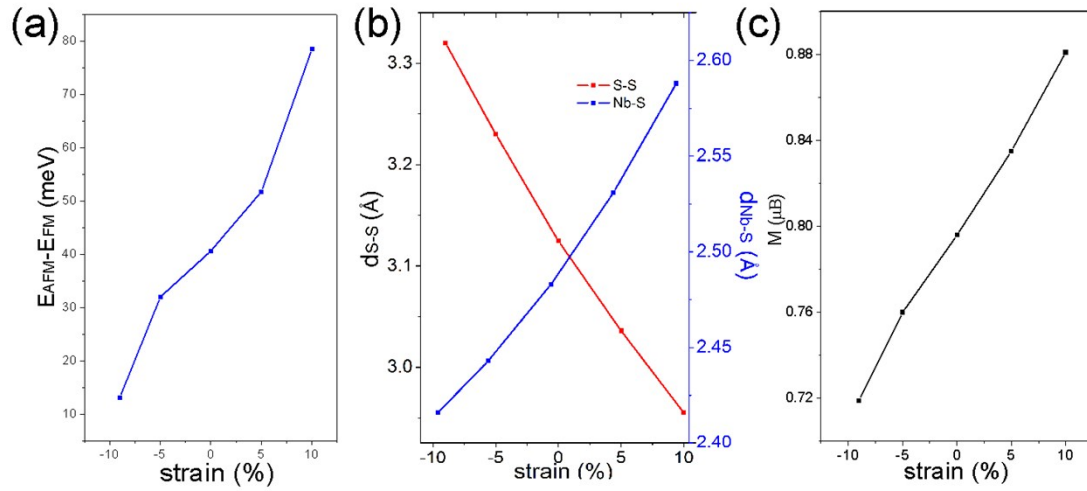 (a)
80
70
60
50
40
30
20
10
-10 -5 0 5 10
strain (%)
EAFM-EFM (meV)
(b)
3.3
3.2
3.1
3.0
dS-S (Å)
S-S
Nb-S
2.60
2.55
2.50
2.45
2.40
dNb-S (Å)
-10 -5 0 5 10
strain (%)
(c)
0.88
0.84
0.80
0.76
0.72
M (μB)
-10 -5 0 5 10
strain (%)